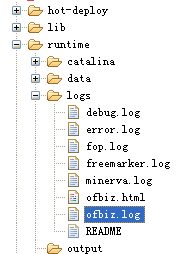 hot-deploy
lib
runtime
catalina
data
logs
debug.log
error.log
fop.log
freemarker.log
minerva.log
ofbiz.html
ofbiz.log
README
output